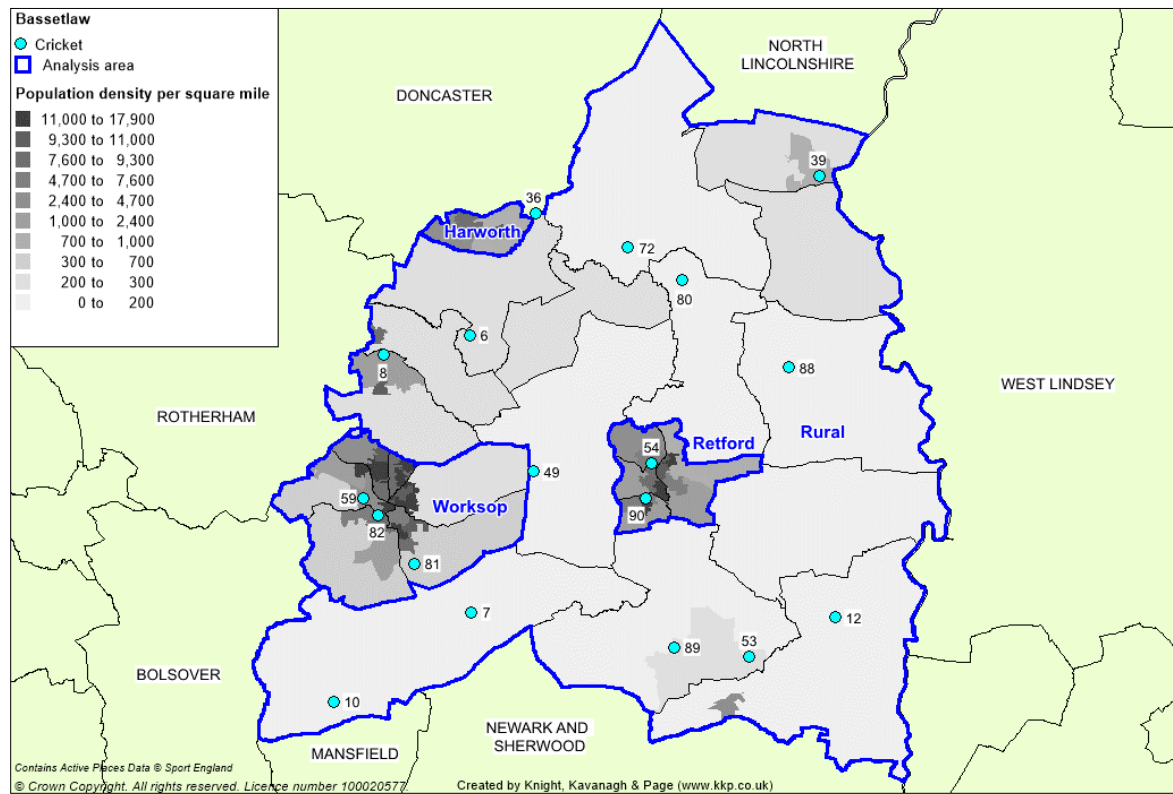 Bassetlaw
Cricket
Analysis area
Population density per square mile
11,000 to 17,900
9,300 to 11,000
7,600 to 9,300
4,700 to 7,600
2,400 to 4,700
1,000 to 2,400
700 to 1,000
300 to 700
200 to 300
0 to 200
NORTH
LINCOLNSHIRE
DONCASTER
39
36
Harworth
72
80
6
8
88
WEST LINDSEY
ROTHERHAM
Retford
Rural
54
49
59
Worksop
90
82
81
7
12
89
53
BOLSOVER
10
NEWARK AND
SHERWOOD
MANSFIELD
Contains Active Places Data © Sport England
© Crown Copyright. All rights reserved. Licence number 100020577.
Created by Knight, Kavanagh & Page (www.kkp.co.uk)